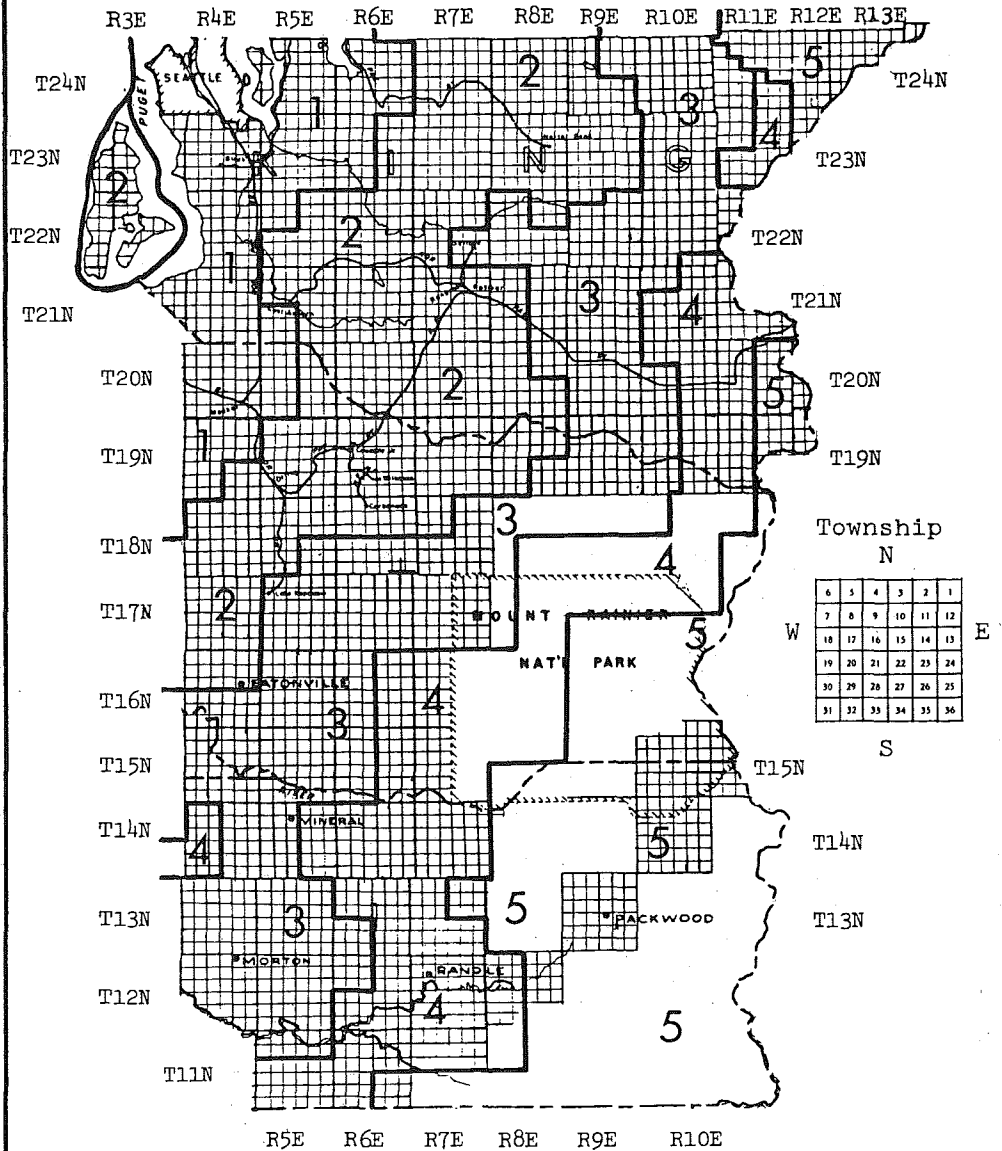 R3E R4E R5E R6E R7E R8E R9E R10E R11E R12E R13E
T24N SEATTLE 2 5 T24N
PUGET
1 3 4
T23N N G T23N
2
T22N 2 T22N
1 3 4 T21N
T21N
T20N 2 5 T20N
1
T19N T19N
3
T18N 4 Township
N
T17N 2 MOUNT RAINIER 5
6 5 4 3 2 1
7 8 9 10 11 12
W 18 17 16 15 14 13 E
NAT'L PARK
19 20 21 22 23 24
EATONVILLE 4
T16N 30 29 28 27 26 25
3 31 32 33 34 35 36
S
T15N T15N
RIVER
T14N MINERAL 5 T14N
4
T13N 3 5 PACKWOOD T13N
MORTON RANDLE
T12N 4 5
T11N
R5E R6E R7E R8E R9E R10E